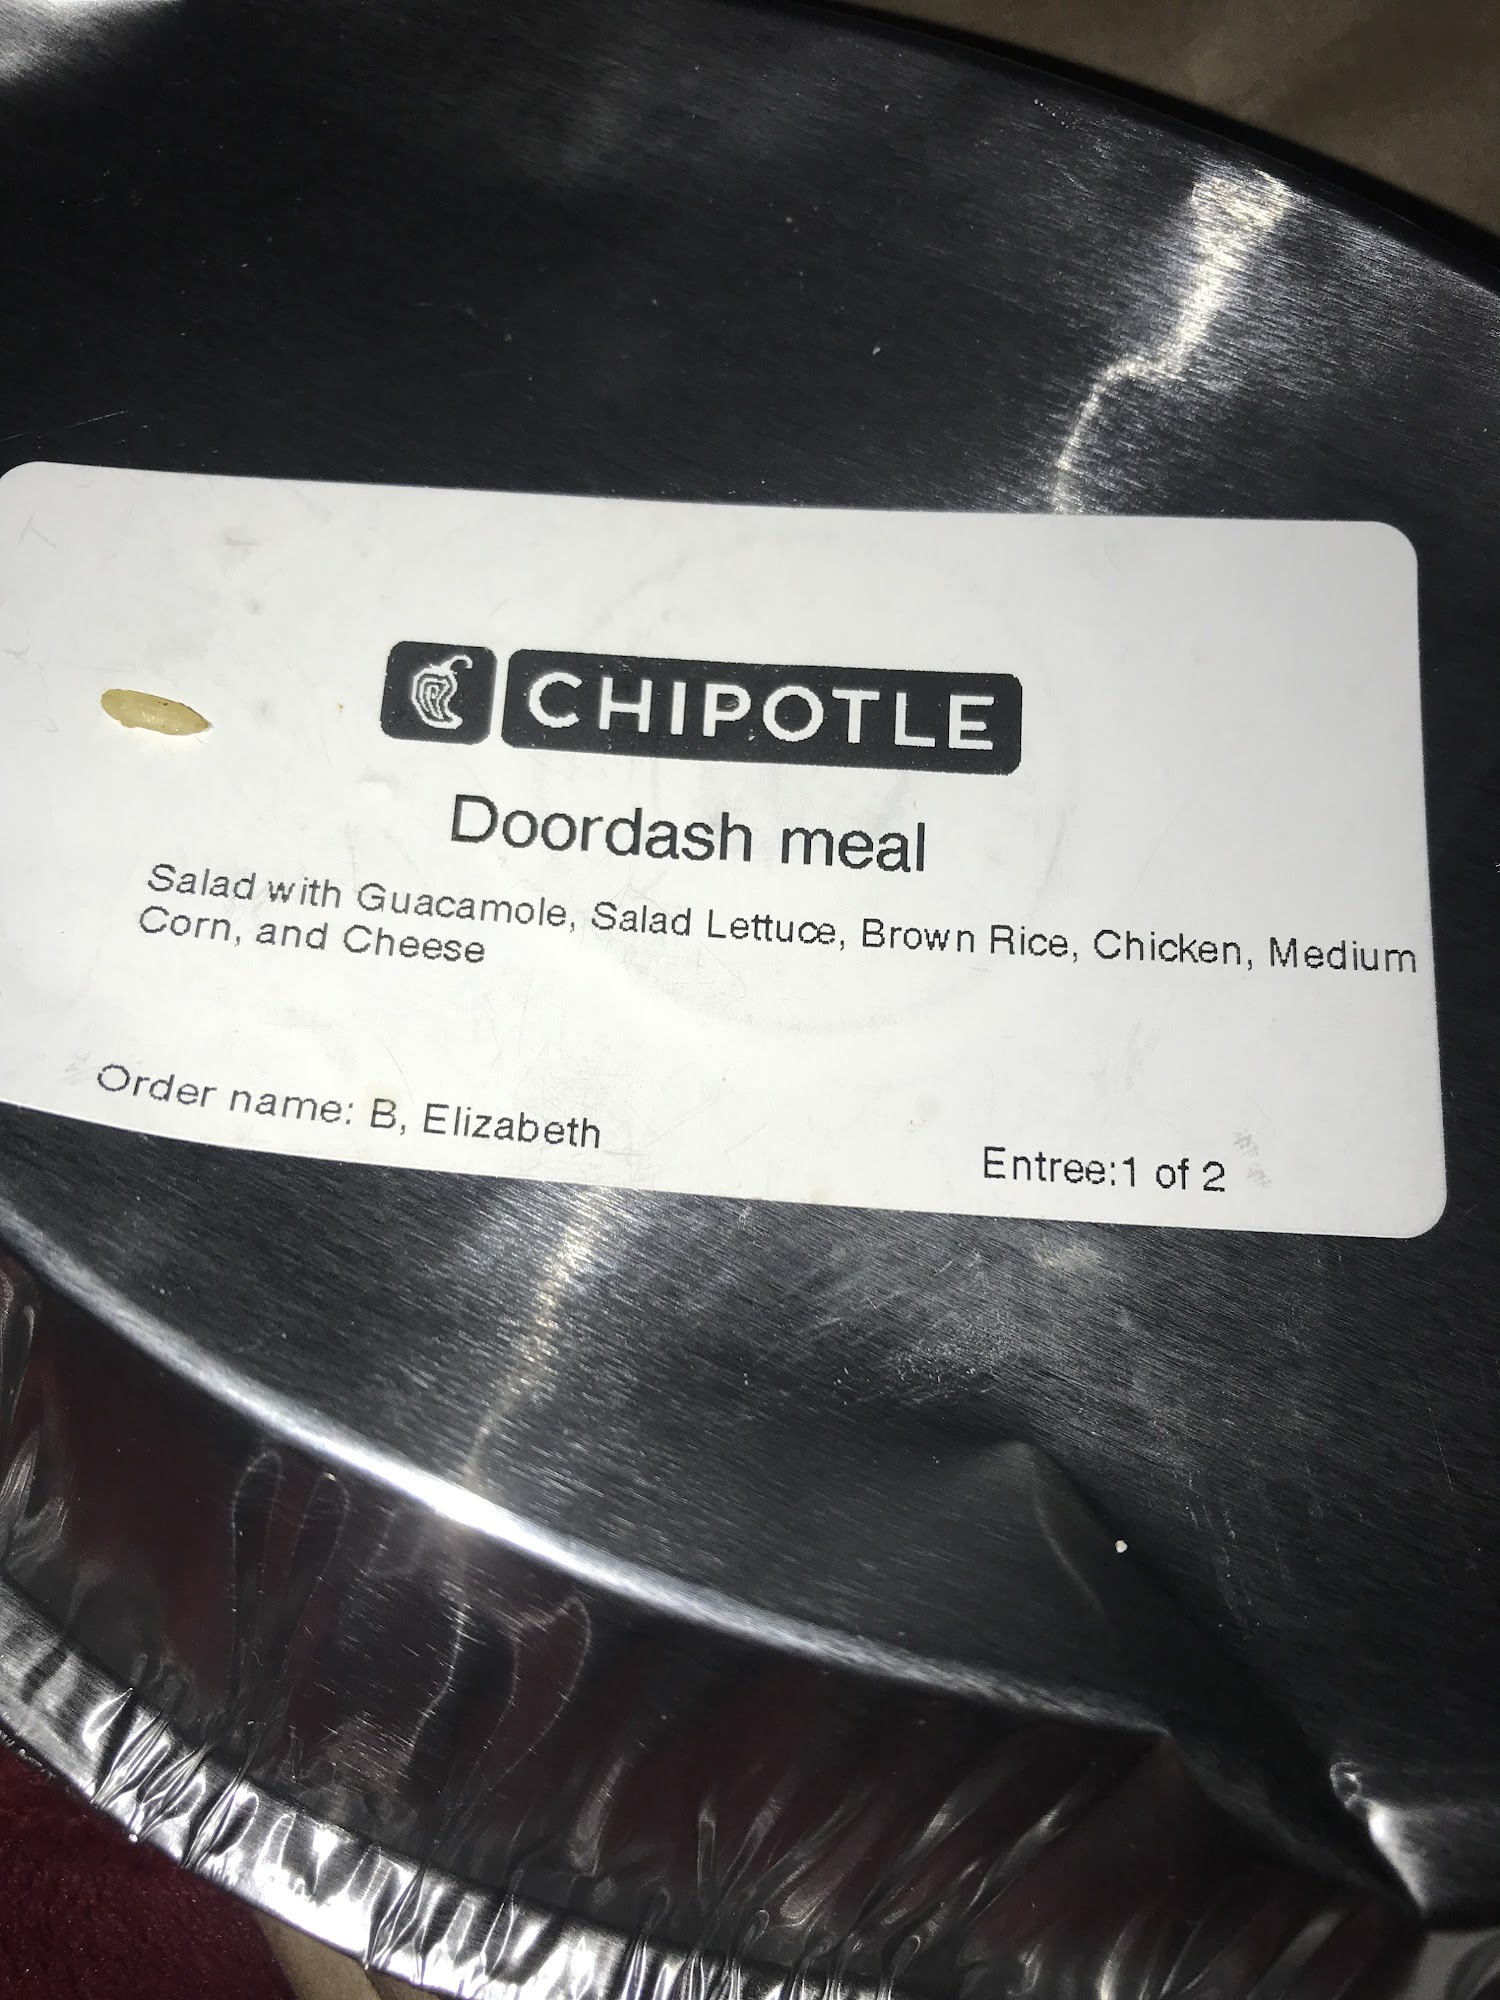 CHIPOTLE
Doordash meal
Salad with Guacamole, Salad Lettuce, Brown Rice, Chicken, Medium
Corn, and Cheese
Order name: B, Elizabeth
Entree:1 of 2